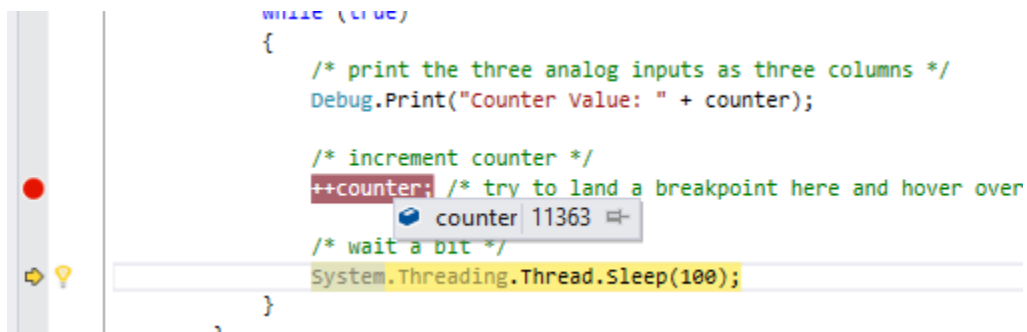 while (true)
{
/* print the three analog inputs as three columns */
Debug.Print("Counter Value: " + counter);
/* increment counter */
++counter; /* try to land a breakpoint here and hover over
counter 11363
/* wait a bit */
System.Threading.Thread.Sleep(100);
}